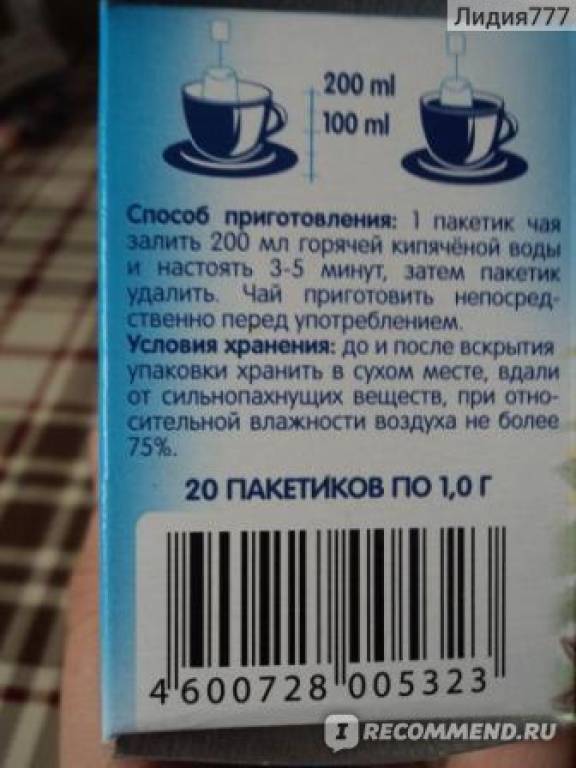 Лидия777
200 ml
100 ml
Способ приготовления: 1 пакетик чая
залить 200 мл горячей кипячёной воды
и настоять 3-5 минут, затем пакетик
удалить. Чай приготовить непосред-
ственно перед употреблением.
Условия хранения: до и после вскрытия
упаковки хранить в сухом месте, вдали
от сильнопахнущих веществ, при отно-
сительной влажности воздуха не более
75%.
20 ПАКЕТИКОВ ПО 1,0 Г
4 600728 005323
I RECOMMEND.RU